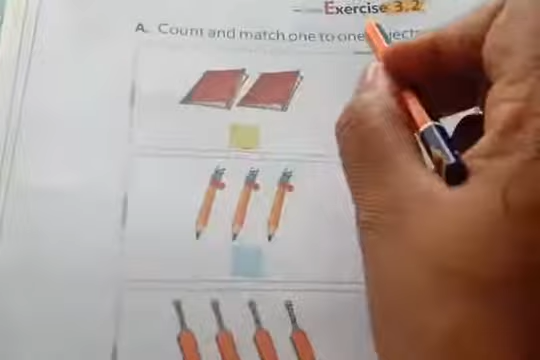 Exercise 3.2
A. Count and match one to one